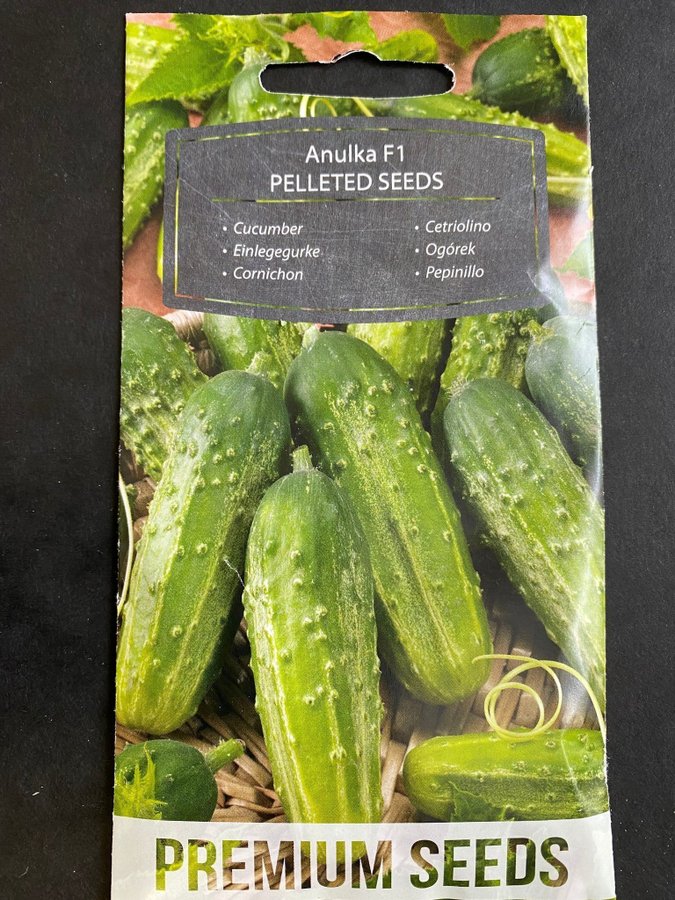 Anulka F1
PELLETED SEEDS
• Cucumber
• Einlegegurke
• Cornichon
• Cetriolino
• Ogórek
• Pepinillo
PREMIUM SEEDS